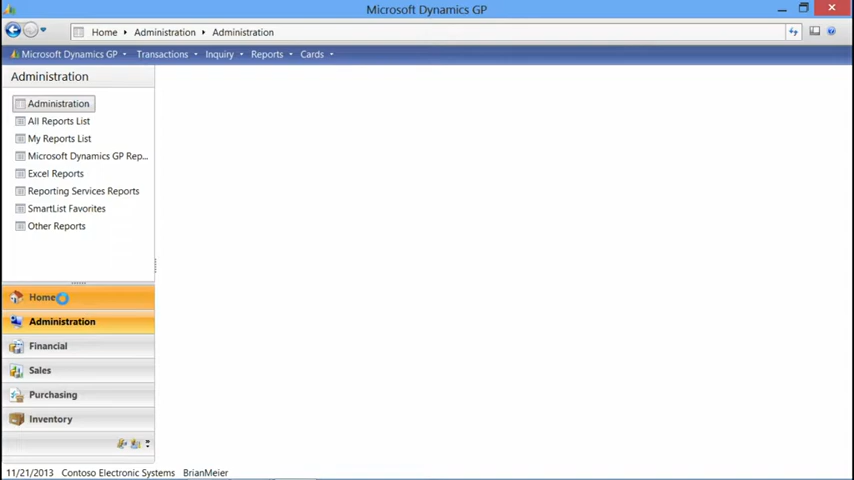 Microsoft Dynamics GP
Home Administration Administration
Microsoft Dynamics GP Transactions Inquiry Reports Cards
Administration
Administration
All Reports List
My Reports List
Microsoft Dynamics GP Rep...
Excel Reports
Reporting Services Reports
SmartList Favorites
Other Reports
Home
Administration
Financial
Sales
Purchasing
Inventory
11/21/2013 Contoso Electronic Systems BrianMeier